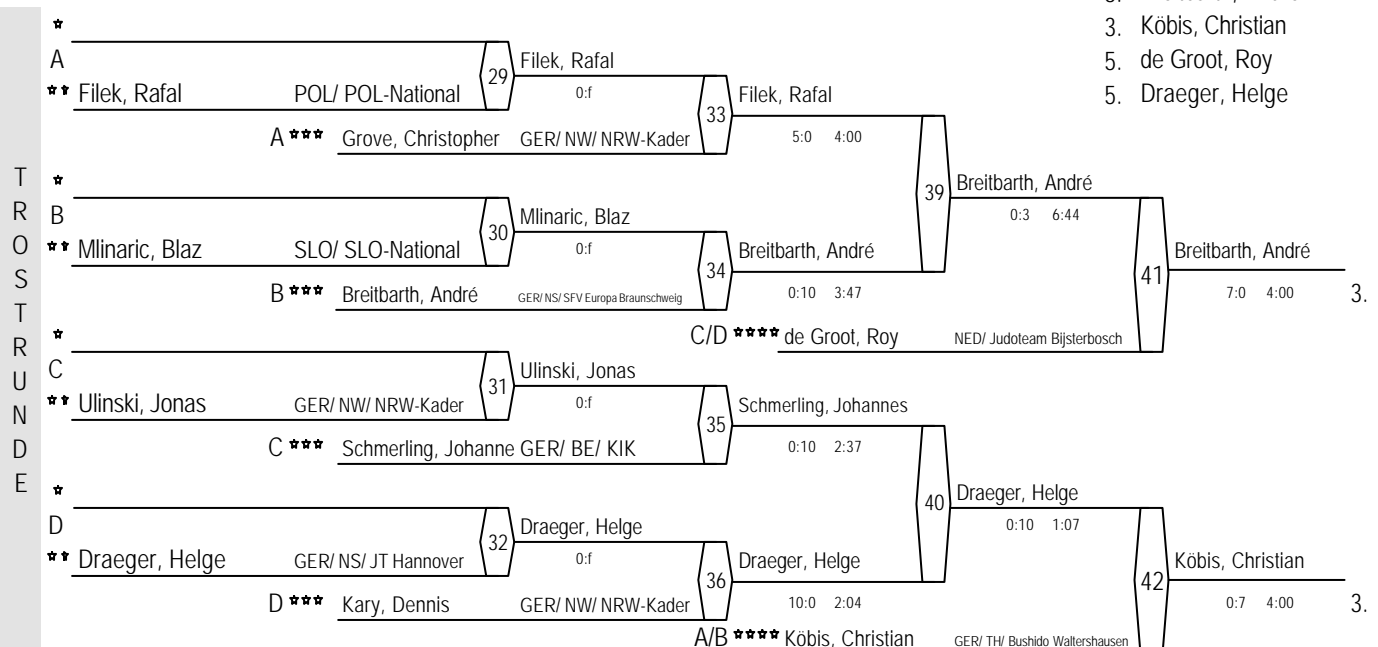 3. Köbis, Christian
5. de Groot, Roy
5. Draeger, Helge
TROSTRUNDE
A
Filek, Rafal POL/ POL-National
29
Filek, Rafal
0:f
A Grove, Christopher GER/ NW/ NRW-Kader
33
Filek, Rafal
5:0 4:00
B
Mlinaric, Blaz SLO/ SLO-National
30
Mlinaric, Blaz
0:f
B Breitbarth, André GER/ NS/ SFV Europa Braunschweig
34
Breitbarth, André
0:10 3:47
39
Breitbarth, André
0:3 6:44
C/D de Groot, Roy NED/ Judoteam Bijsterbosch
41
Breitbarth, André
7:0 4:00
3.
C
Ulinski, Jonas GER/ NW/ NRW-Kader
31
Ulinski, Jonas
0:f
C Schmerling, Johanne GER/ BE/ KIK
35
Schmerling, Johannes
0:10 2:37
D
Draeger, Helge GER/ NS/ JT Hannover
32
Draeger, Helge
0:f
D Kary, Dennis GER/ NW/ NRW-Kader
36
Draeger, Helge
10:0 2:04
40
Draeger, Helge
0:10 1:07
A/B Köbis, Christian GER/ TH/ Bushido Waltershausen
42
Köbis, Christian
0:7 4:00
3.